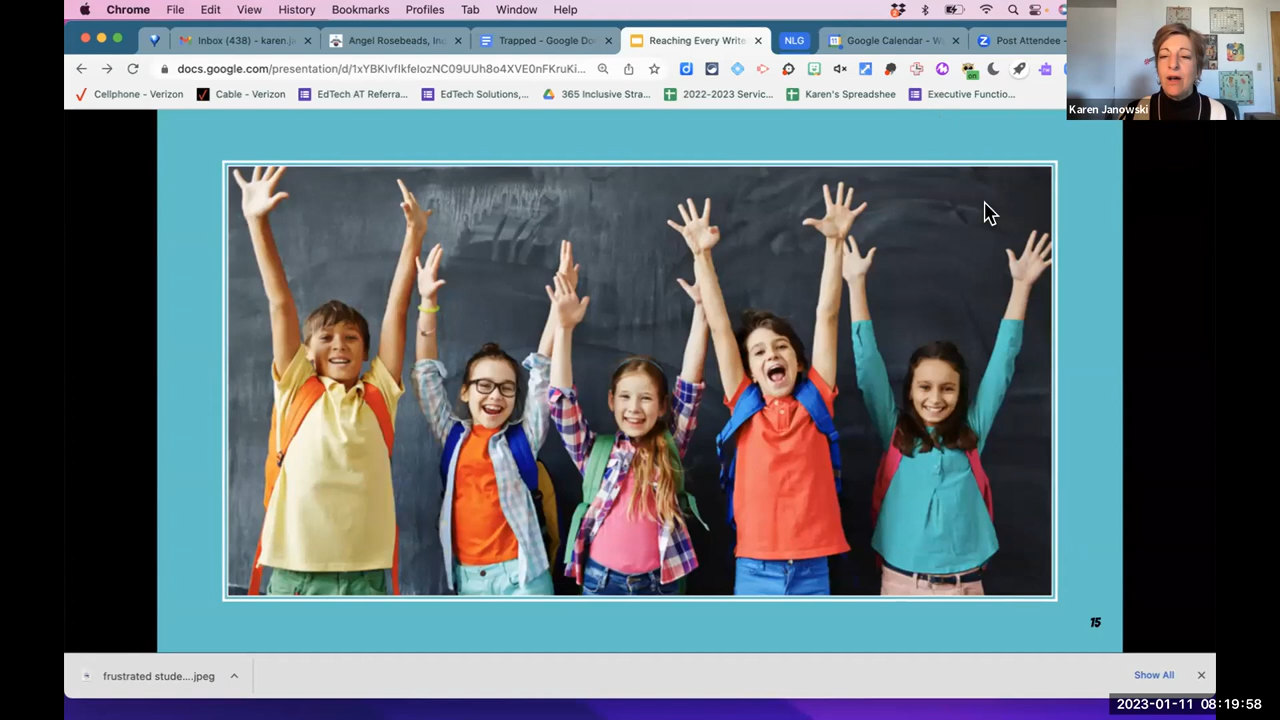 Chrome File Edit View History Bookmarks Profiles Tab Window Help
Inbox (438) - karen.j Angel Rosebeads, In Trapped - Google Do Reaching Every Write NLG Google Calendar - W Post Attendee -
docs.google.com/presentation/d/
on
Cellphone - Verizon Cable - Verizon EdTech AT Referra... EdTech Solutions,... 365 Inclusive Stra... 2022-2023 Servic... Karen's Spreadshee Executive Functio...
Karen Janowski
15
frustrated stude....jpeg Show All
2023-01-11 08:19:58